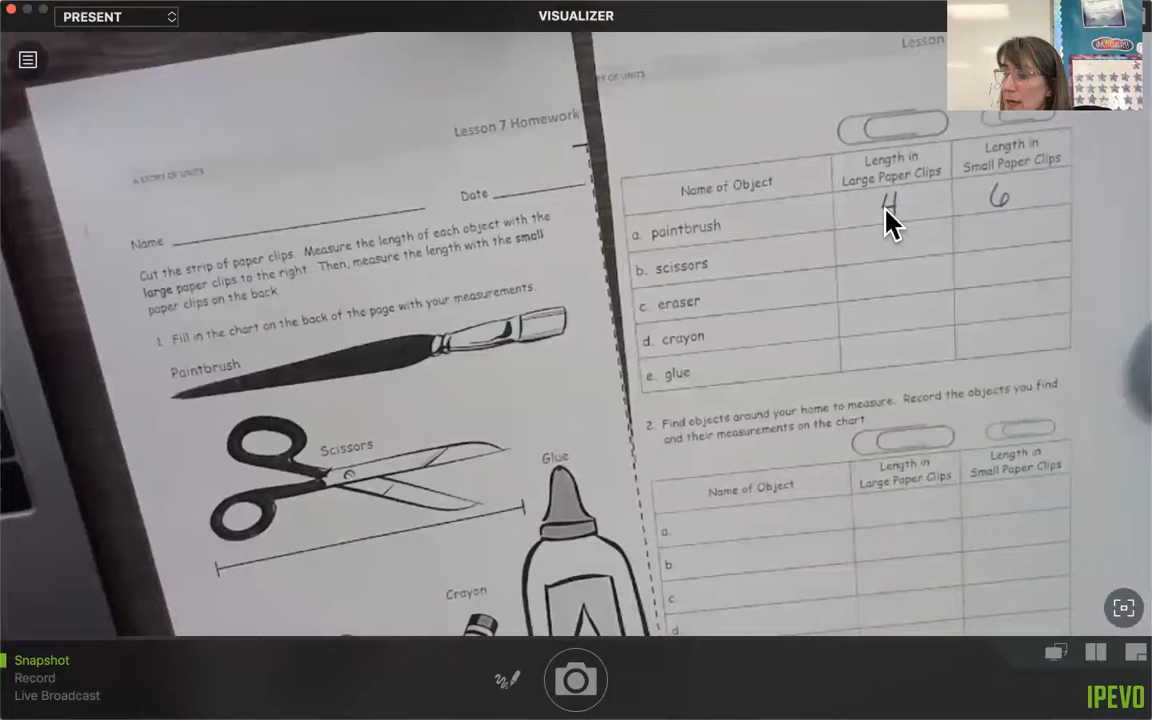 PRESENT
VISUALIZER
A STORY OF UNITS
Lesson 7 Homework
Name
Date
Cut the strip of paper clips. Measure the length of each object with the
large paper clips to the right. Then, measure the length with the small
paper clips on the back.
1. Fill in the chart on the back of the page with your measurements.
Paintbrush
Scissors
Glue
Crayon
ORY OF UNITS
Lesson
Name of Object
Length in
Large Paper Clips
Length in
Small Paper Clips
a. paintbrush
4
6
b. scissors
c. eraser
d. crayon
e. glue
2. Find objects around your home to measure. Record the objects you find
and their measurements on the chart
Name of Object
Length in
Large Paper Clips
Length in
Small Paper Clips
a.
b
c.
d.
Snapshot
Record
Live Broadcast
IPEVO